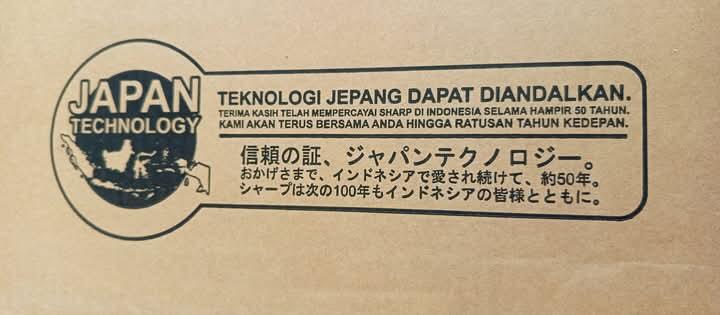 JAPAN
TECHNOLOGY
TEKNOLOGI JEPANG DAPAT DIANDALKAN.
TERIMA KASIH TELAH MEMPERCAYAI SHARP DI INDONESIA SELAMA HAMPIR 50 TAHUN.
KAMI AKAN TERUS BERSAMA ANDA HINGGA RATUSAN TAHUN KEDEPAN.
信頼の証、ジャパンテクノロジー。
おかげさまで、インドネシアで愛され続けて、約50年。
シャープは次の100年もインドネシアの皆様とともに。